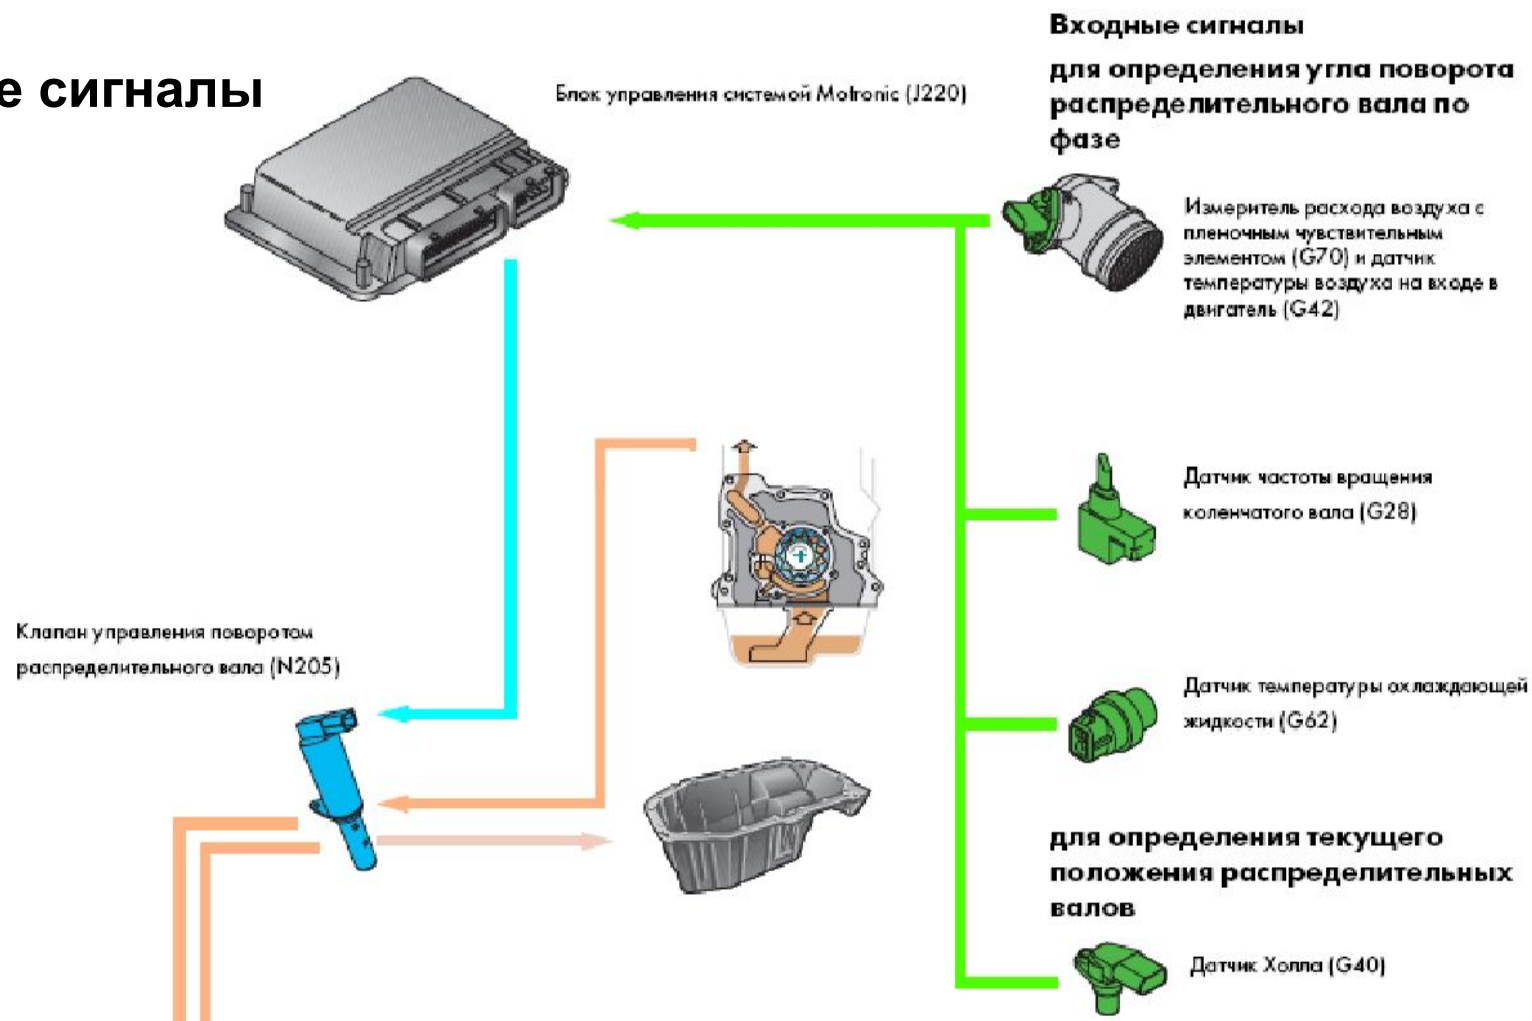 е сигналы
Блок управления системой Motronic (J220)
Входные сигналы
для определения угла поворота
распределительного вала по
фазе
Измеритель расхода воздуха с
пленочным чувствительным
элементом (G70) и датчик
температуры воздуха на входе в
двигатель (G42)
Датчик частоты вращения
коленчатого вала (G28)
Клапан управления поворотом
распределительного вала (N205)
Датчик температуры охлаждающей
жидкости (G62)
для определения текущего
положения распределительных
валов
Датчик Холла (G40)